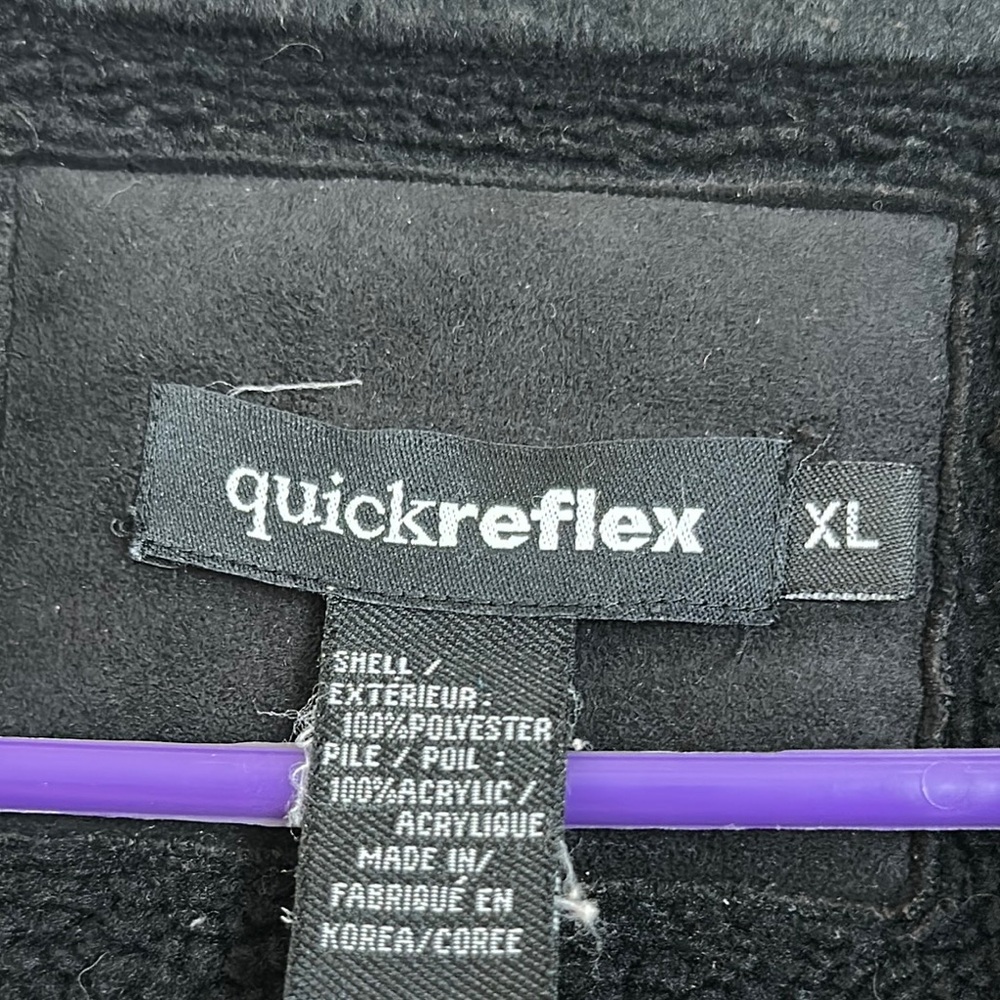 quickreflex
XL
SHELL /
EXTÉRIEUR:
100%POLYESTER
PILE / POIL :
100%ACRYLIC /
ACRYLIQUE
MADE IN/
FABRIQUÉ EN
KOREA/COREE